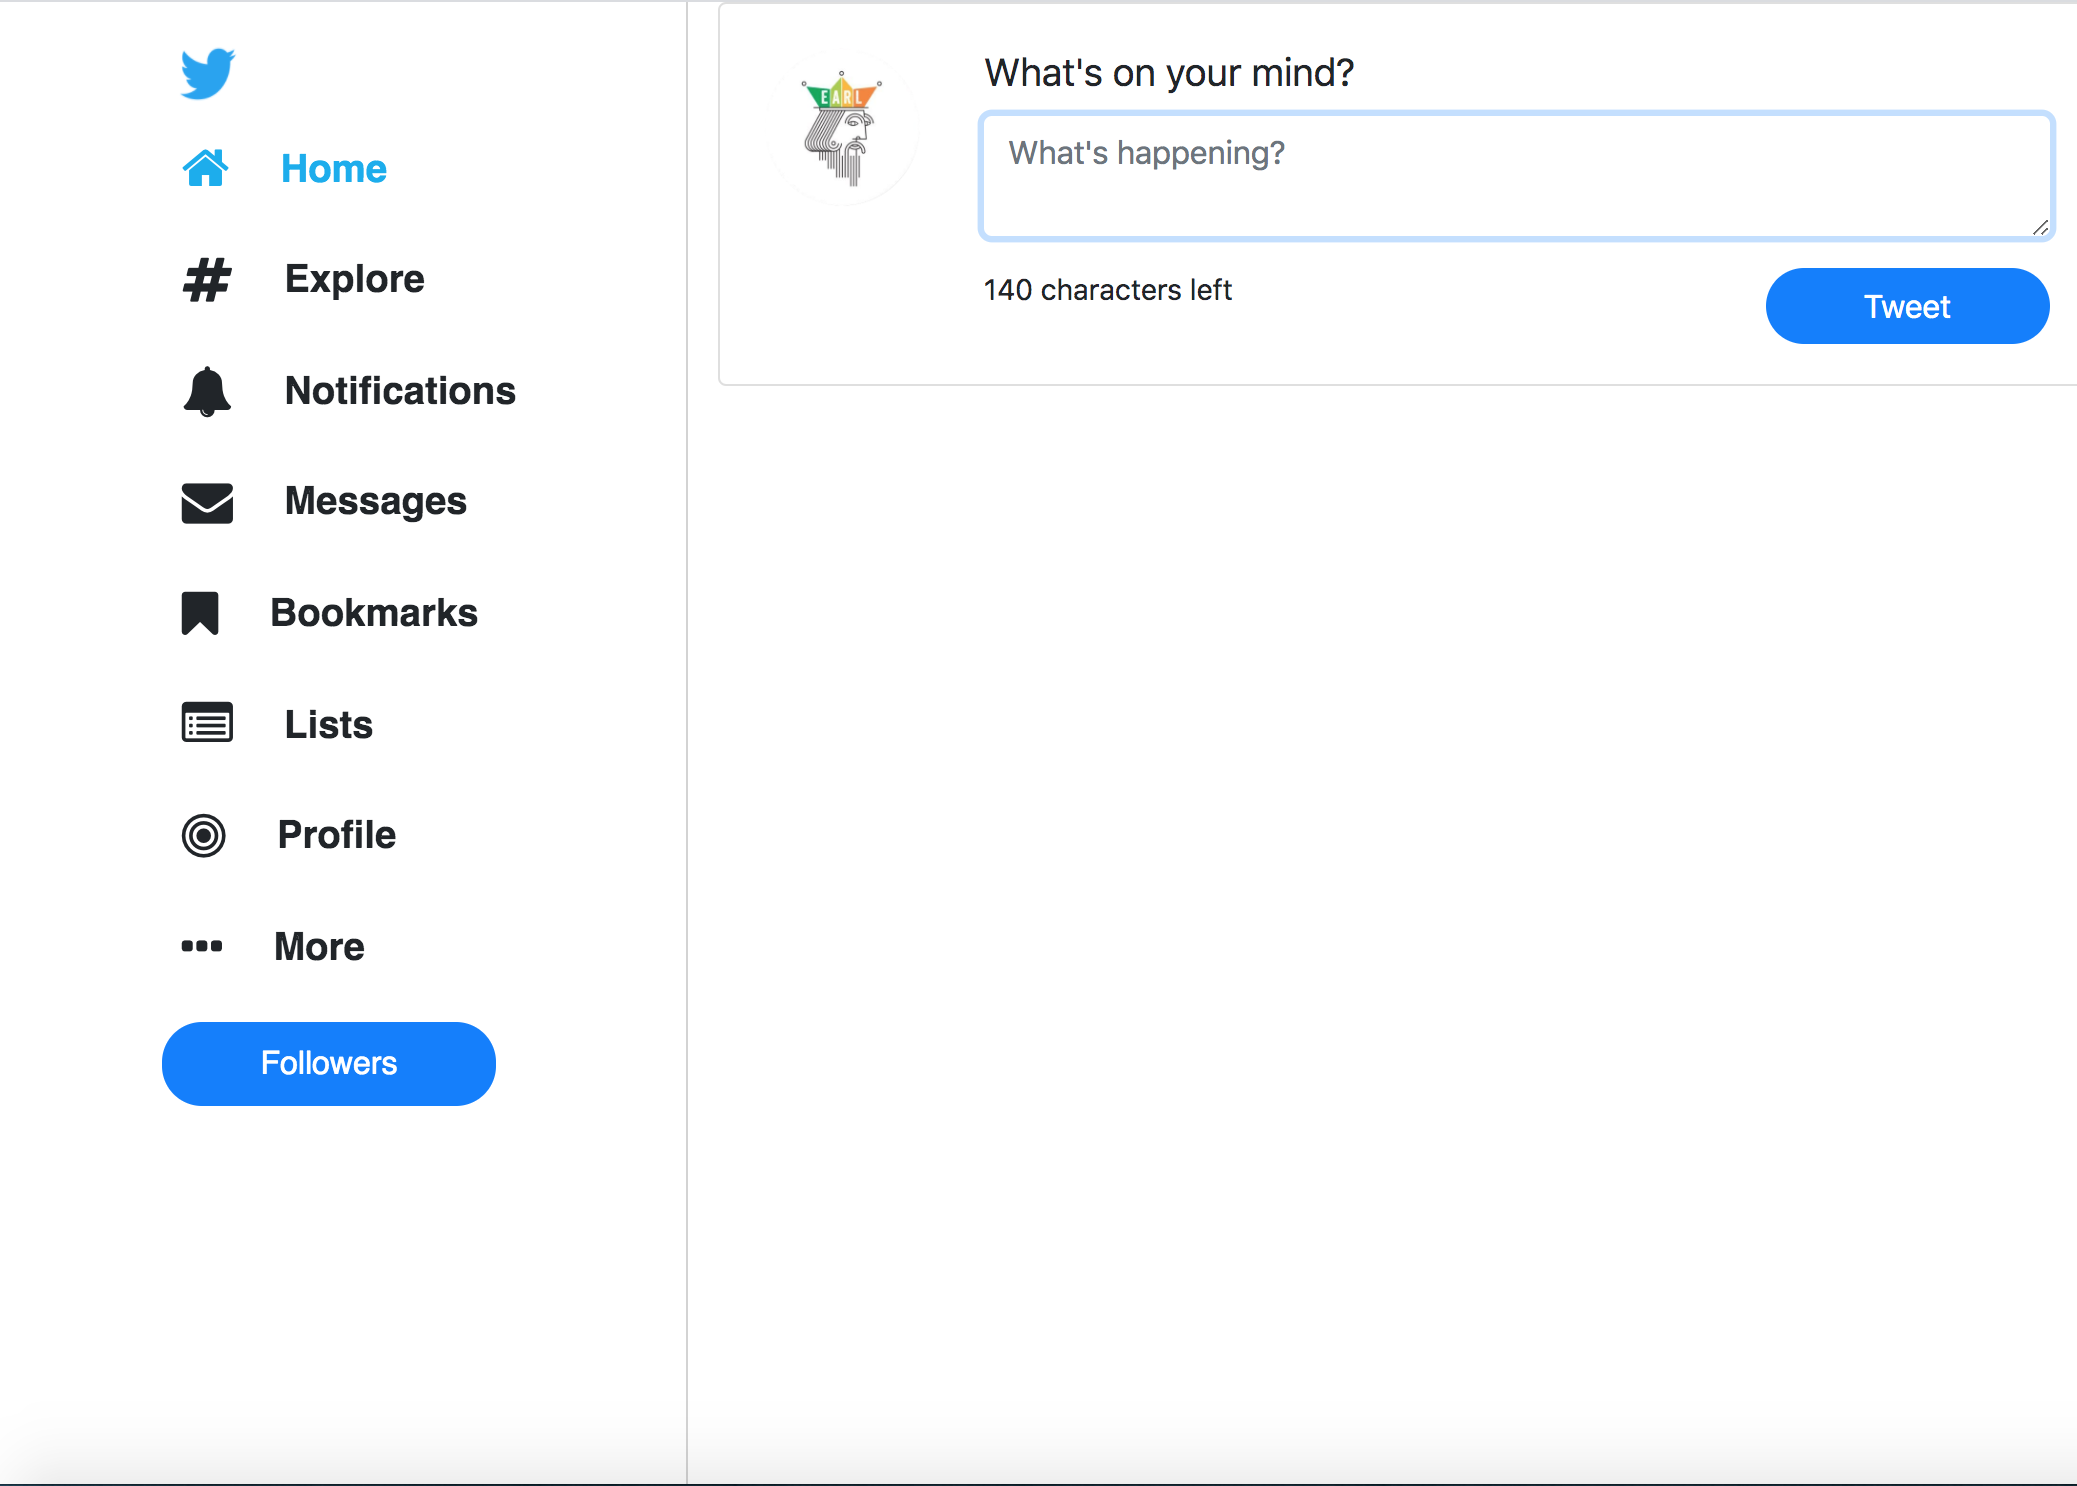 Home
Explore
Notifications
Messages
Bookmarks
Lists
Profile
More
Followers
EARL
What's on your mind?
What's happening?
140 characters left
Tweet